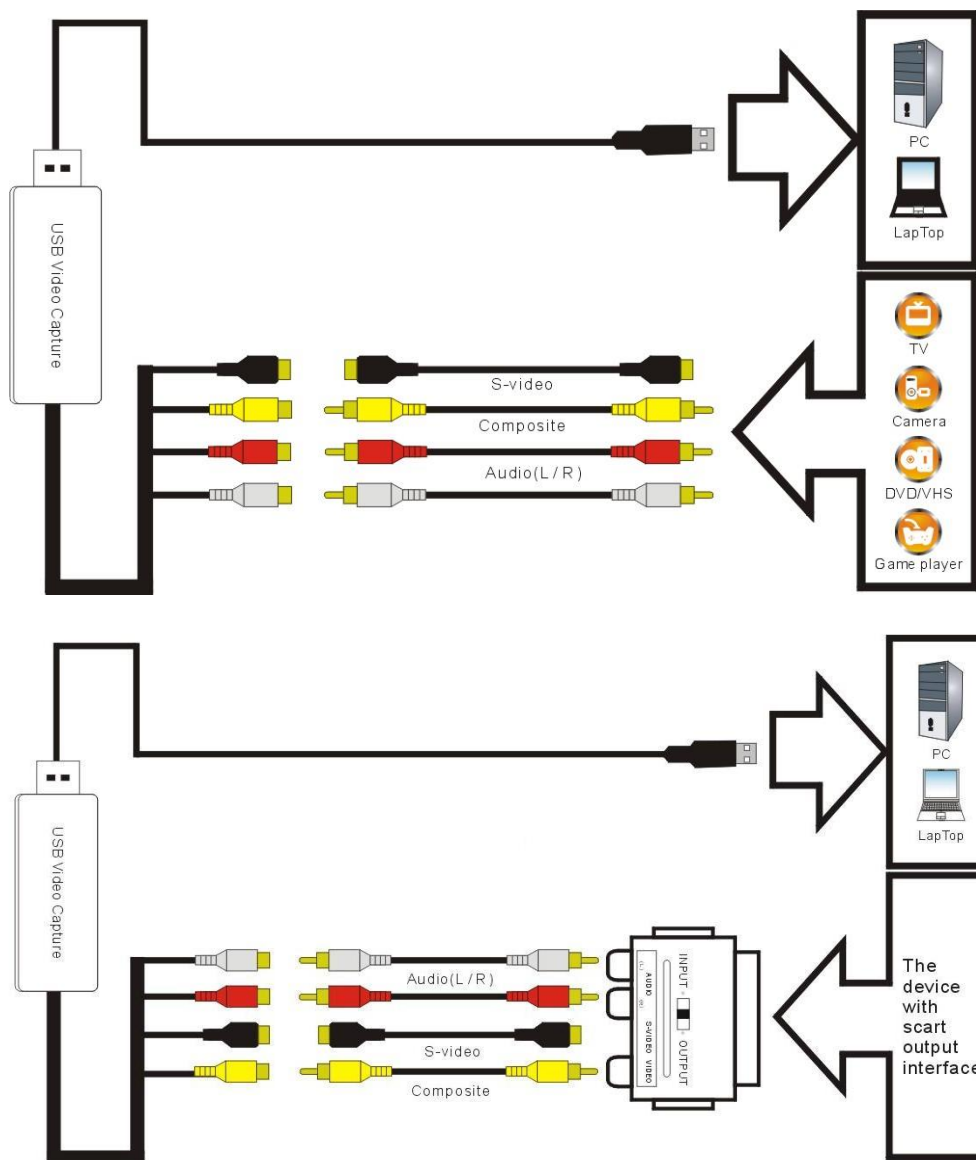 USB Video Capture
PC
LapTop
TV
Camera
DVD/VHS
Game player
S-video
Composite
Audio(L/R)
USB Video Capture
PC
LapTop
Audio(L/R)
S-video
Composite
(L)
AUDIO
(R)
S-VIDEO
VIDEO
INPUT
OUTPUT
The
device
with
scart
output
interface